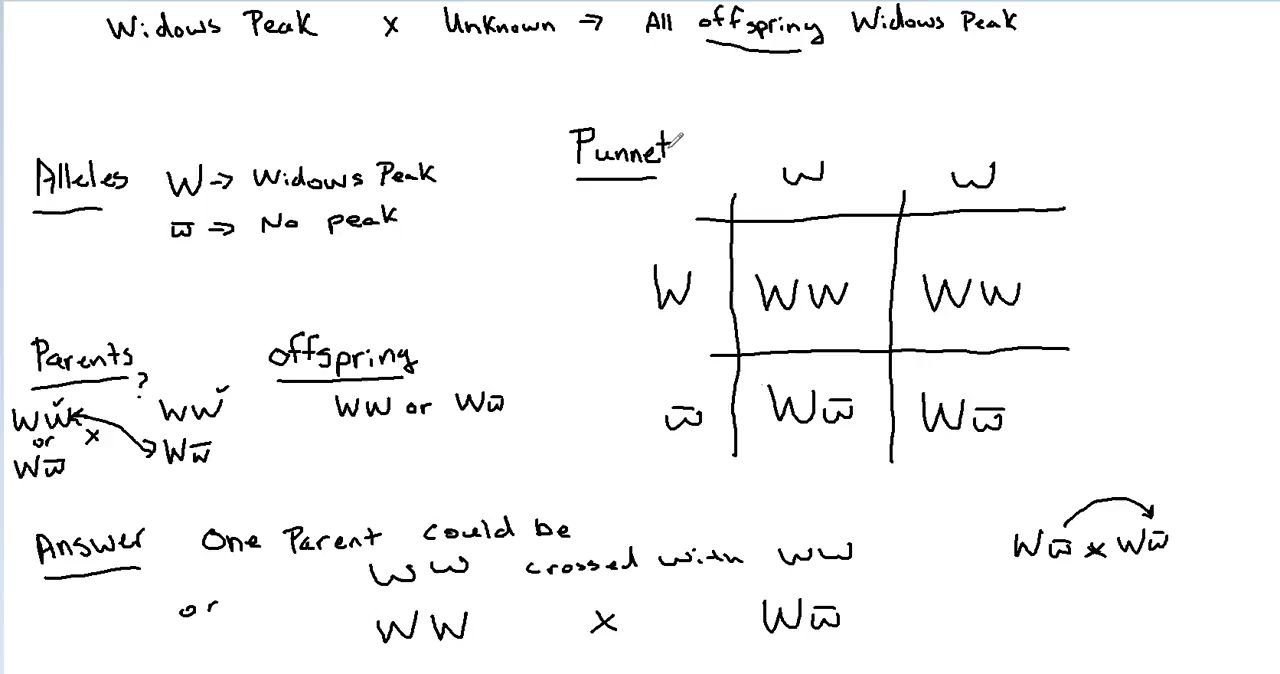 Widows Peak x Unknown → All offspring Widows Peak
Alleles W → Widows Peak
w̅ ⇒ No peak
Punnet
W W
W WW WW
w̅ Ww̅ Ww̅
Parents ? offspring
WW WW WW or Ww̅
or x
Ww̅ Ww̅
Answer One Parent could be
WW crossed with WW
or WW x Ww̅
Ww̅ x Ww̅